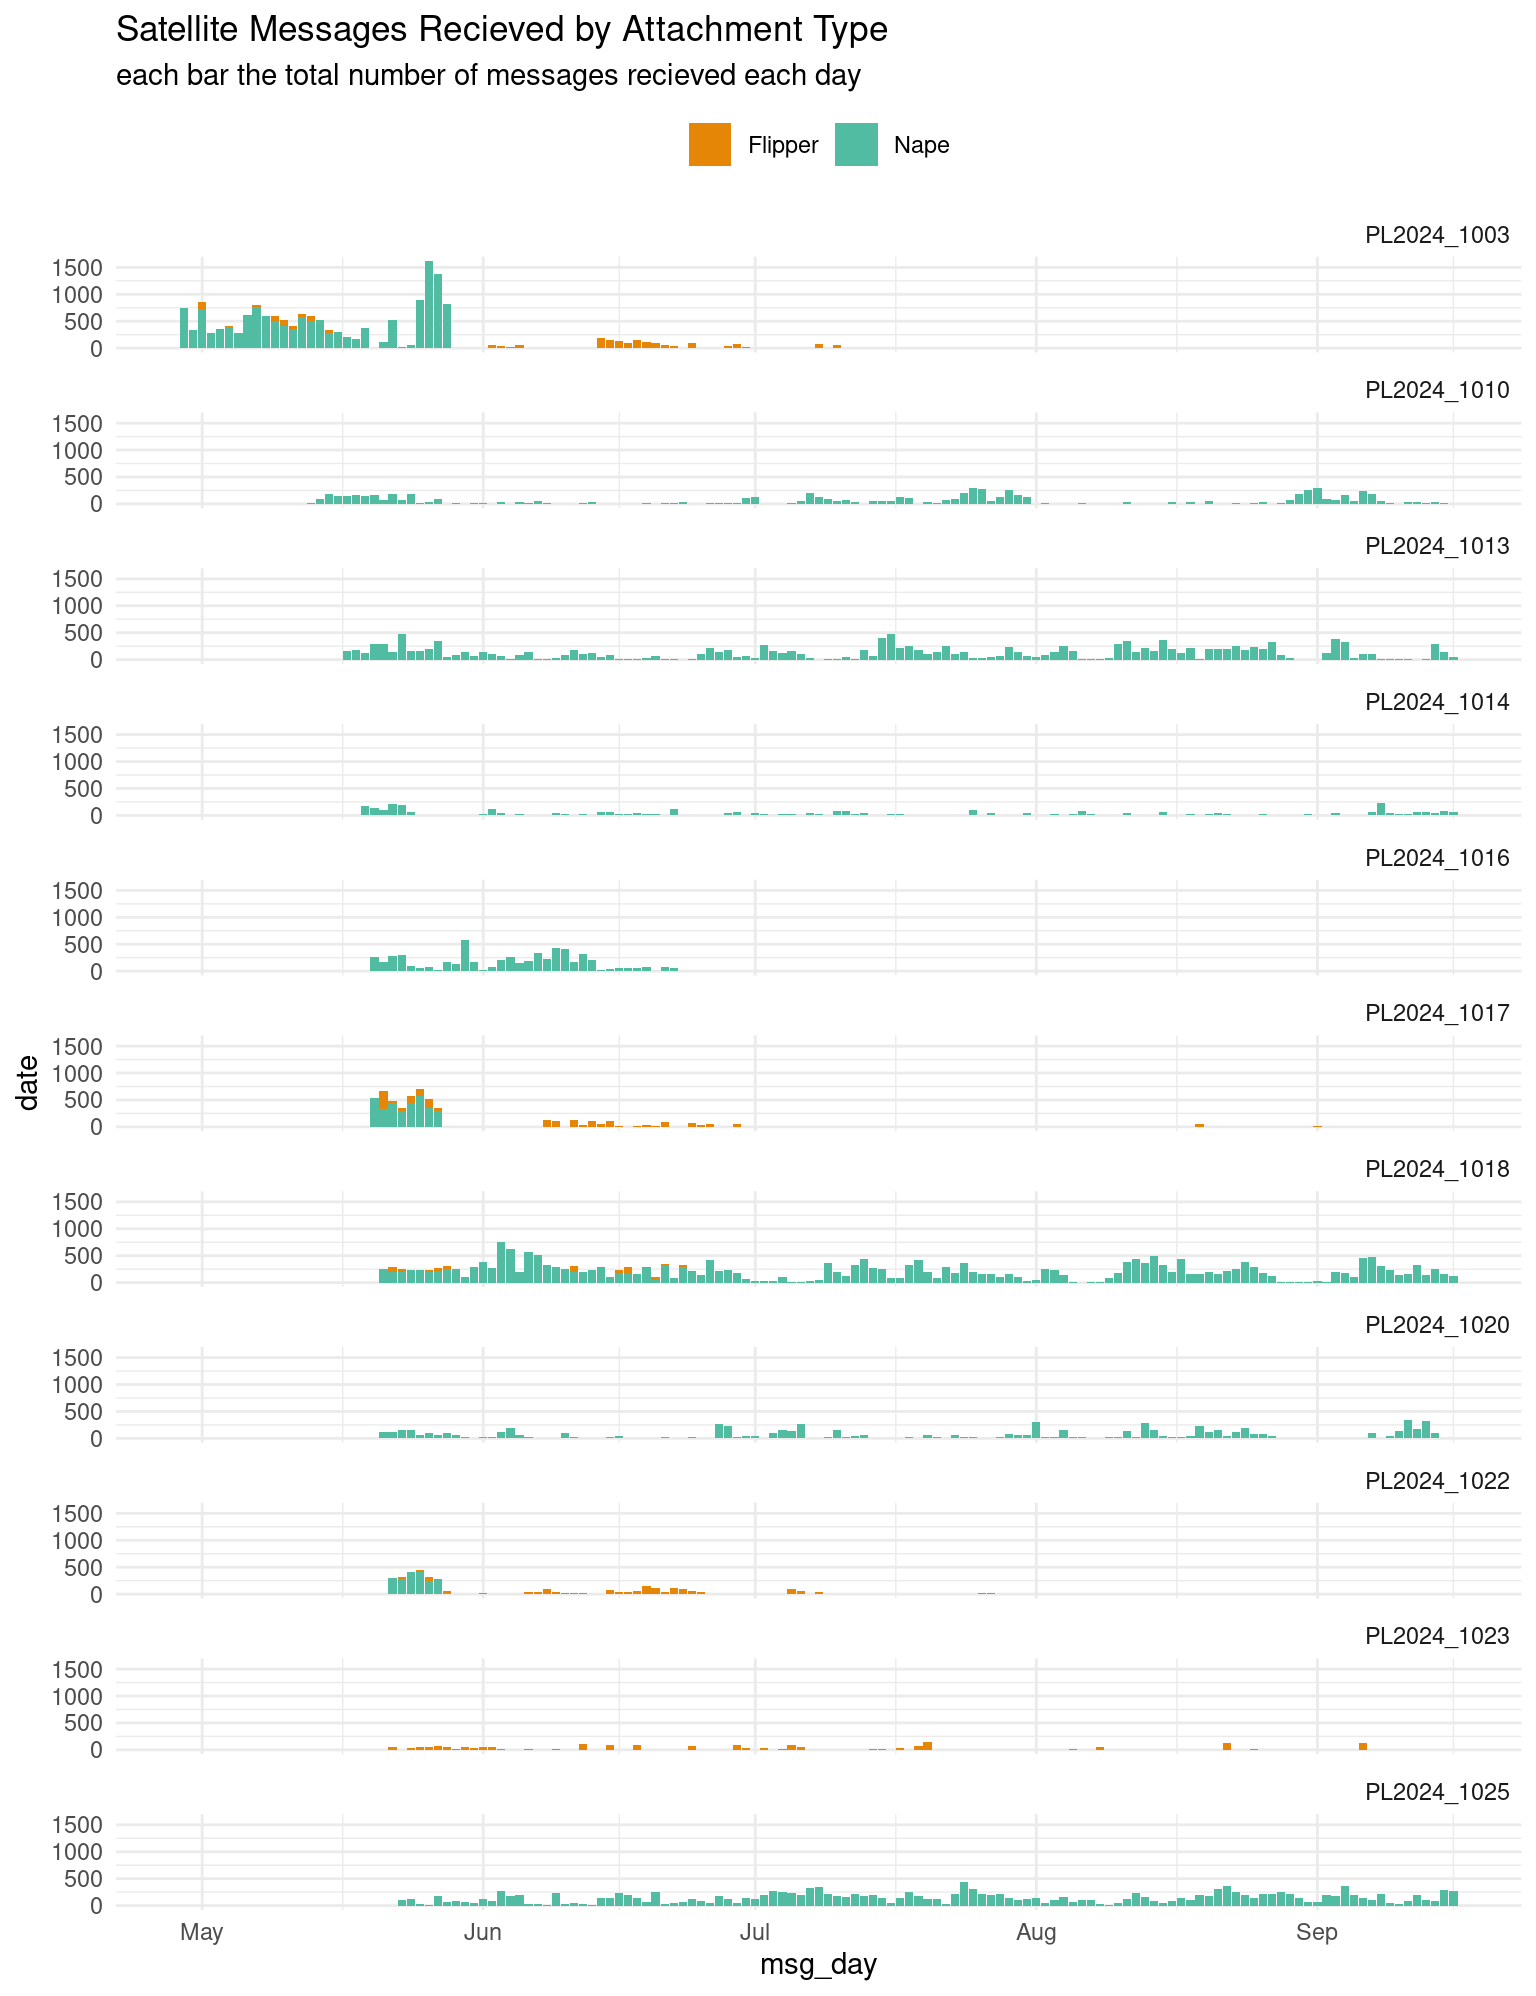 Satellite Messages Recieved by Attachment Type
each bar the total number of messages recieved each day
Flipper Nape
PL2024_1003
1500
1000
500
0
PL2024_1010
1500
1000
500
0
PL2024_1013
1500
1000
500
0
PL2024_1014
1500
1000
500
0
PL2024_1016
1500
1000
500
0
PL2024_1017
1500
1000
500
0
date
PL2024_1018
1500
1000
500
0
PL2024_1020
1500
1000
500
0
PL2024_1022
1500
1000
500
0
PL2024_1023
1500
1000
500
0
PL2024_1025
1500
1000
500
0
May Jun Jul Aug Sep
msg_day